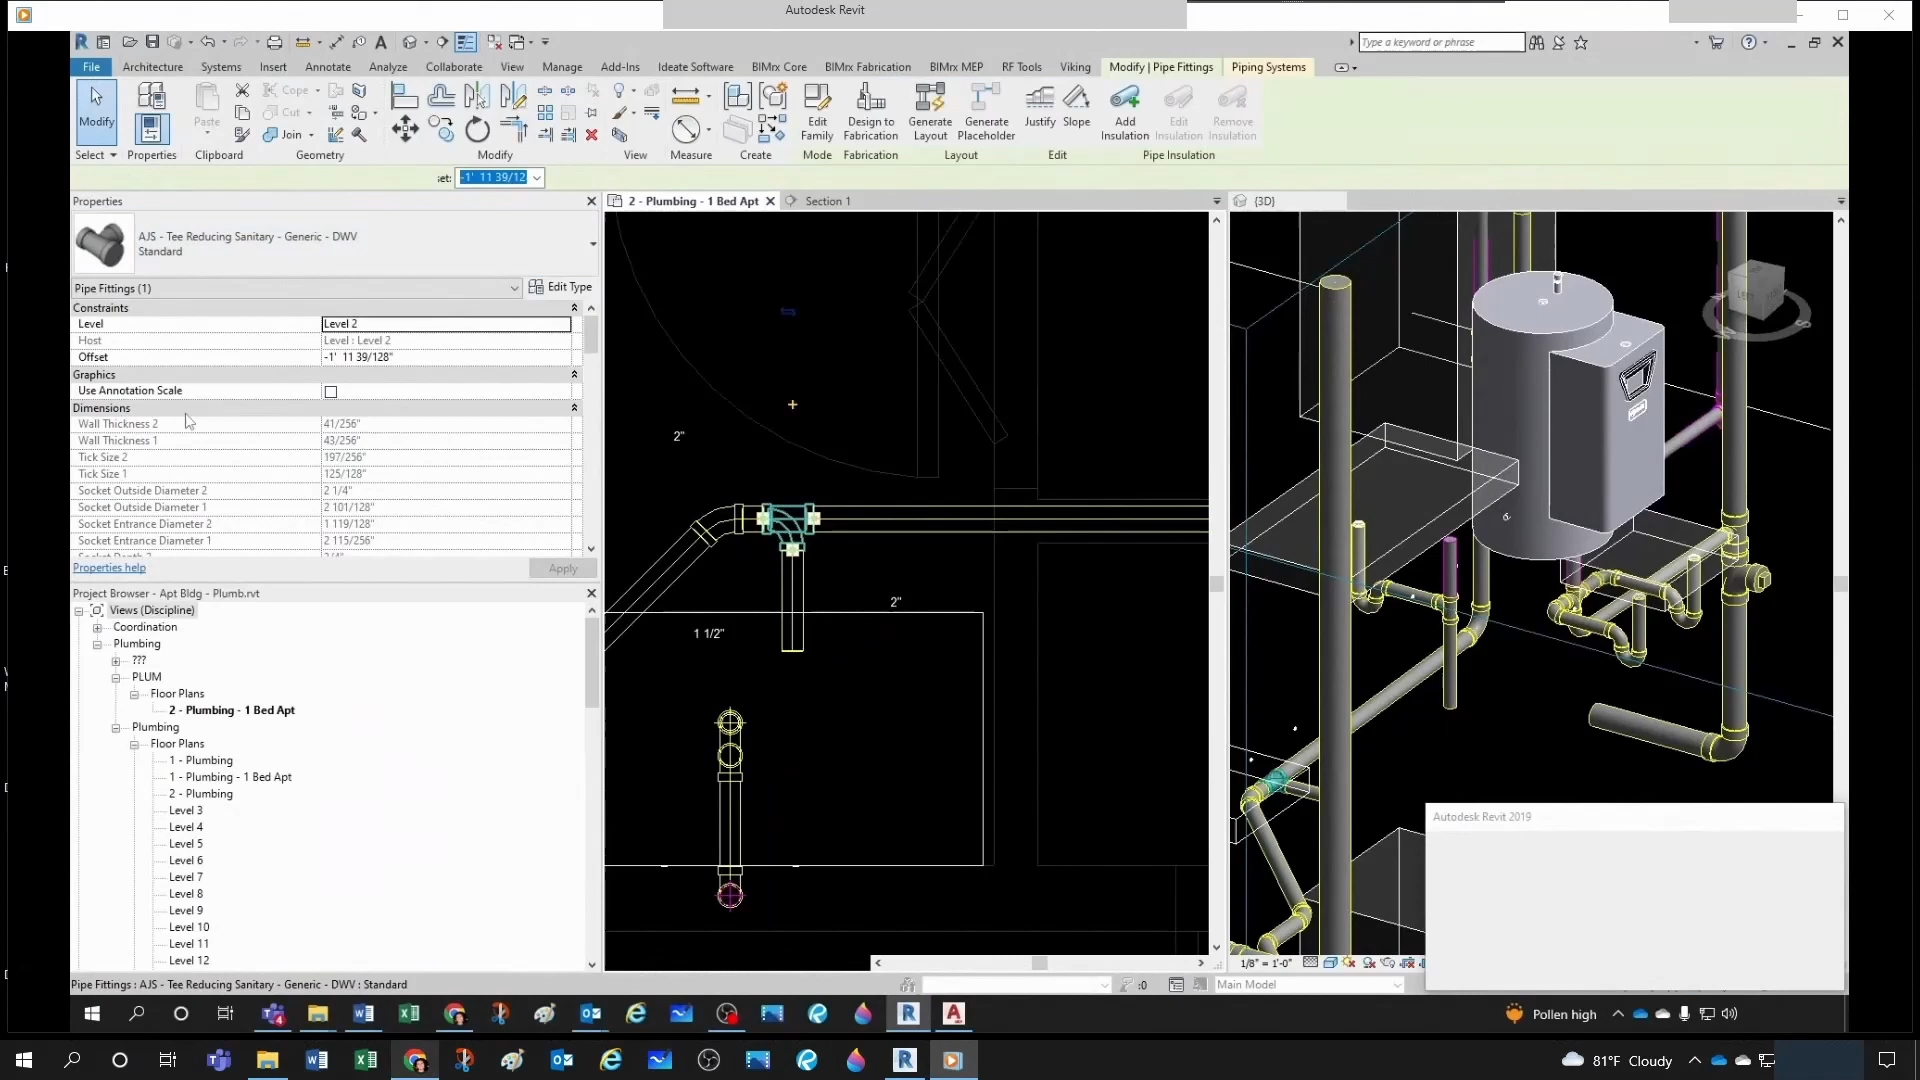 Autodesk Revit
Type a keyword or phrase
File Architecture Systems Insert Annotate Analyze Collaborate View Manage Add-Ins Ideate Software BIMrx Core BIMrx Fabrication BIMrx MEP RF Tools Viking Modify | Pipe Fittings Piping Systems
Modify Paste Cope Cut Join
Edit Family Design to Fabrication Generate Layout Generate Placeholder Justify Slope Add Insulation Edit Insulation Remove Insulation
Select Properties Clipboard Geometry Modify View Measure Create Mode Fabrication Layout Edit Pipe Insulation
set: -1' 11 39/12
Properties
2 - Plumbing - 1 Bed Apt Section 1 {3D}
AJS - Tee Reducing Sanitary - Generic - DWV
Standard
Pipe Fittings (1) Edit Type
Constraints
Level Level 2
Host Level : Level 2
Offset -1' 11 39/128"
Graphics
Use Annotation Scale
Dimensions
Wall Thickness 2 41/256"
Wall Thickness 1 43/256"
Tick Size 2 197/256"
Tick Size 1 125/128"
Socket Outside Diameter 2 2 1/4"
Socket Outside Diameter 1 2 101/128"
Socket Entrance Diameter 2 1 119/128"
Socket Entrance Diameter 1 2 115/256"
Properties help Apply
Project Browser - Apt Bldg - Plumb.rvt
Views (Discipline)
Coordination
Plumbing
???
PLUM
Floor Plans
2 - Plumbing - 1 Bed Apt
Plumbing
Floor Plans
1 - Plumbing
1 - Plumbing - 1 Bed Apt
2 - Plumbing
Level 3
Level 4
Level 5
Level 6
Level 7
Level 8
Level 9
Level 10
Level 11
Level 12
2"
2"
1 1/2"
LEFT
Autodesk Revit 2019
1/8" = 1'-0"
Pipe Fittings : AJS - Tee Reducing Sanitary - Generic - DWV : Standard
:0
Main Model
Pollen high
81°F Cloudy